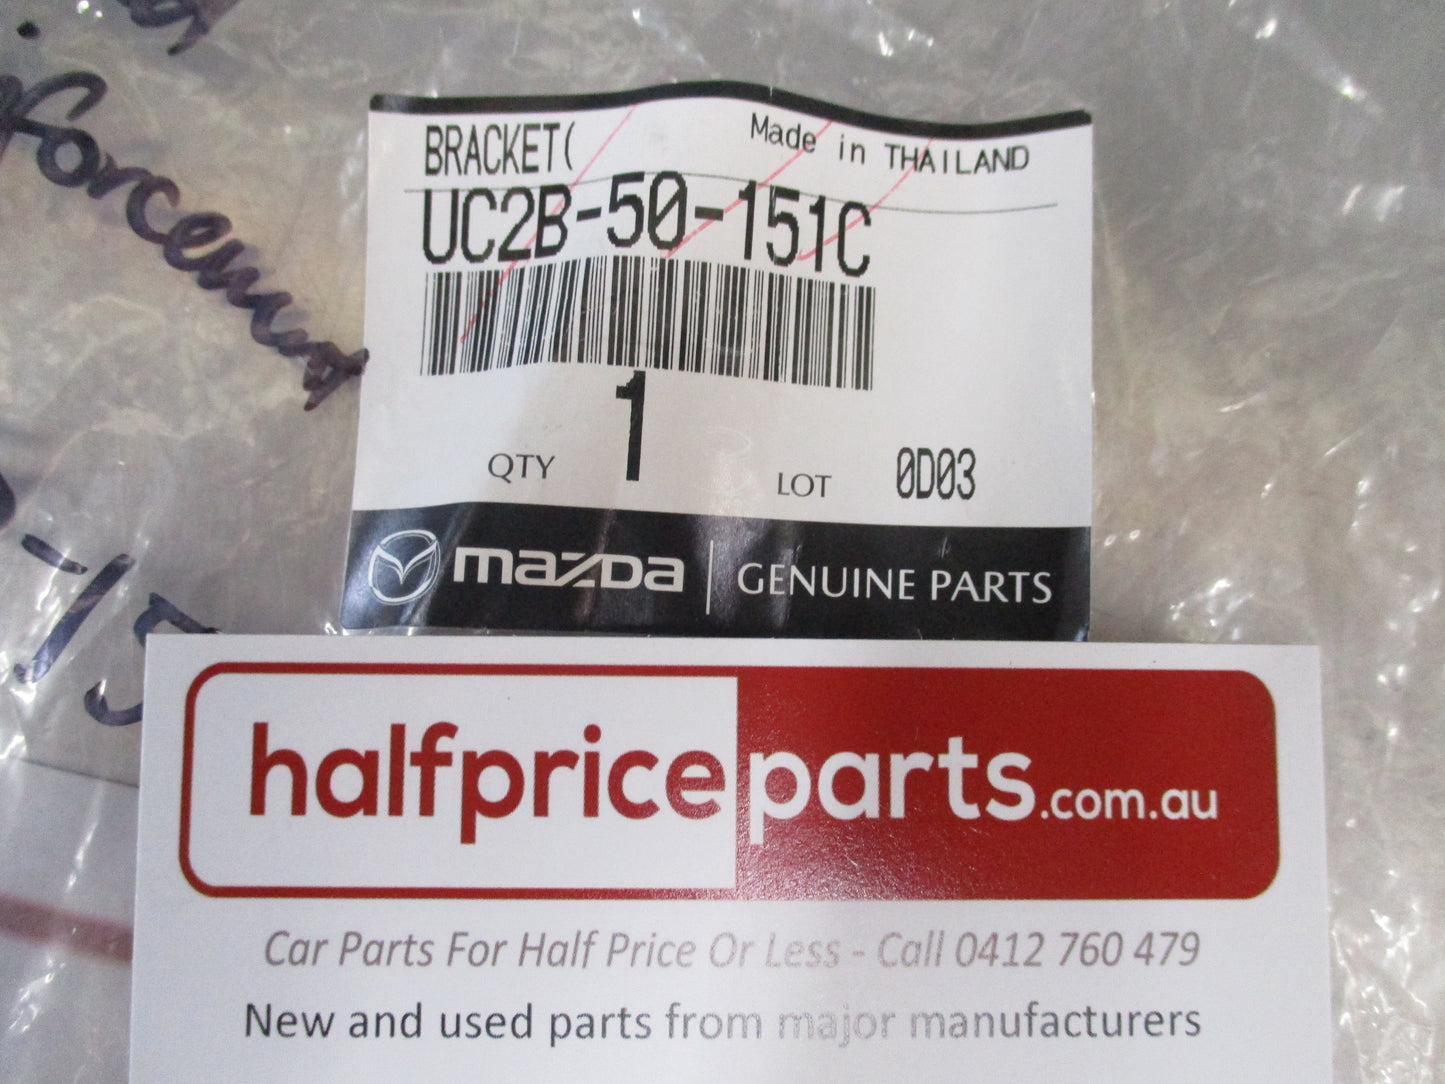 BRACKET(
Made in THAILAND
UC2B-50-151C
1
QTY
LOT 0D03
mazda | GENUINE PARTS
halfpriceparts.com.au
Car Parts For Half Price Or Less - Call 0412 760 479
New and used parts from major manufacturers